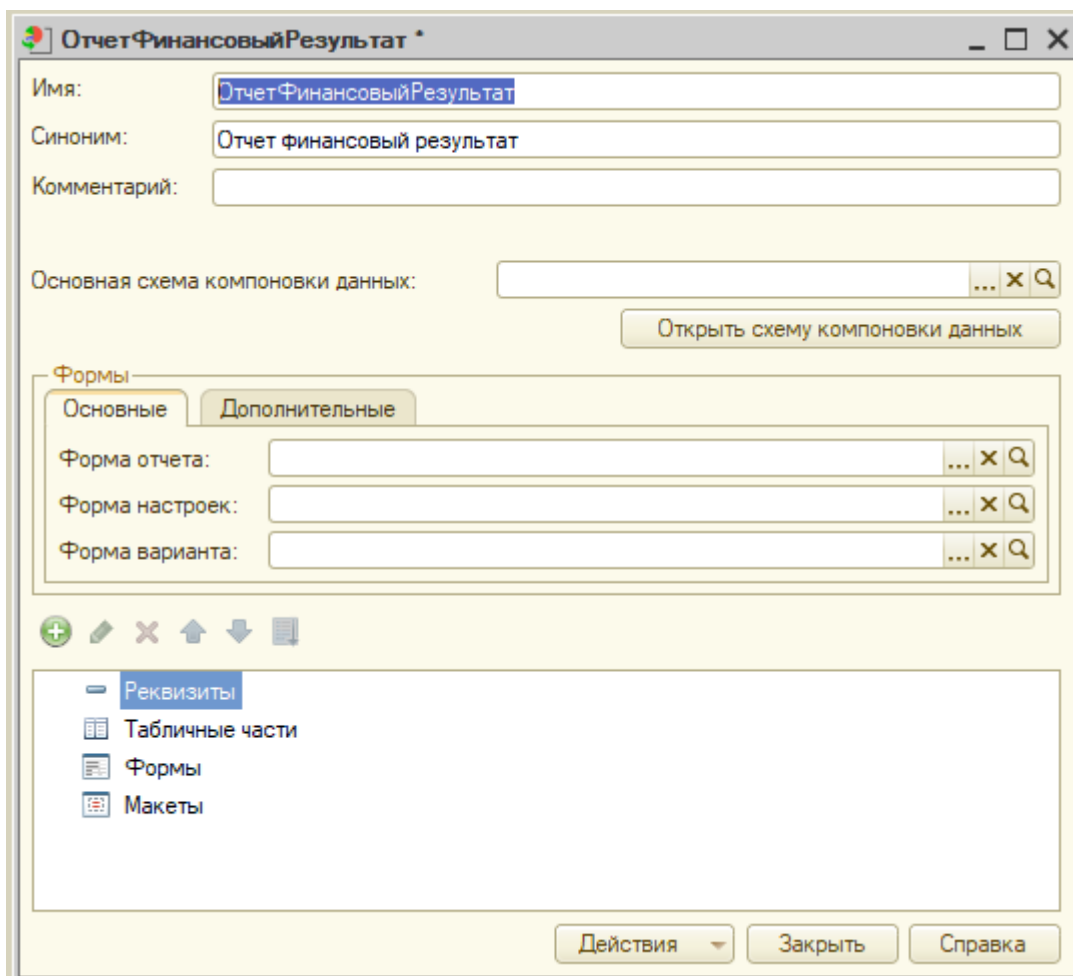 ОтчетФинансовыйРезультат *
Имя: ОтчетФинансовыйРезультат
Синоним: Отчет финансовый результат
Комментарий:
Основная схема компоновки данных: ...
Открыть схему компоновки данных
Формы
Основные Дополнительные
Форма отчета: ...
Форма настроек: ...
Форма варианта: ...
Реквизиты
Табличные части
Формы
Макеты
Действия Закрыть Справка